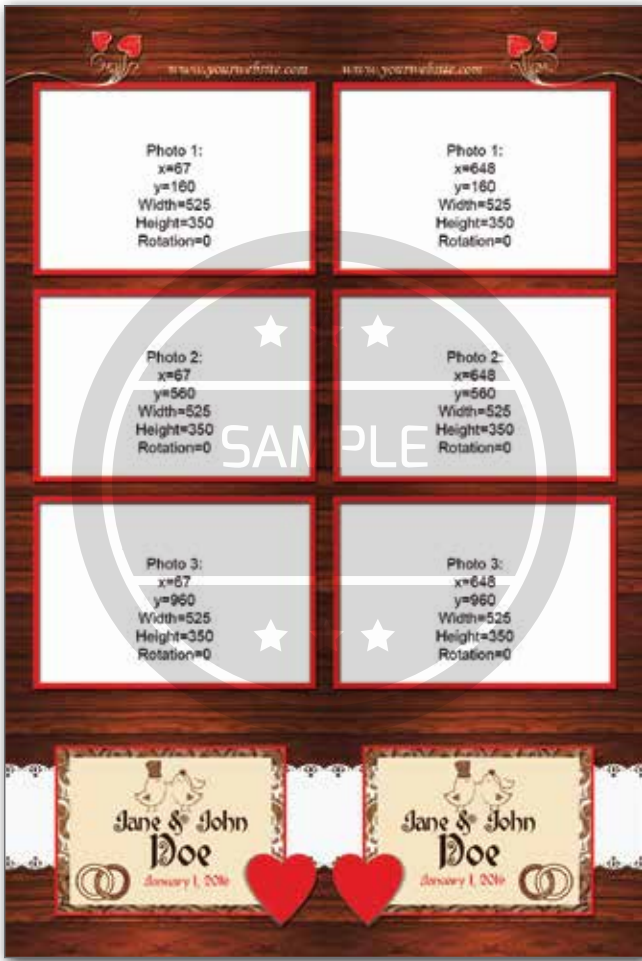 www.yourwebsite.com www.yourwebsite.com
Photo 1:
x=67
y=160
Width=525
Height=350
Rotation=0
Photo 1:
x=648
y=160
Width=525
Height=350
Rotation=0
Photo 2:
x=67
y=560
Width=525
Height=350
Rotation=0
Photo 2:
x=648
y=560
Width=525
Height=350
Rotation=0
SAMPLE
Photo 3:
x=67
y=960
Width=525
Height=350
Rotation=0
Photo 3:
x=648
y=960
Width=525
Height=350
Rotation=0
Jane & John
Doe
January 1, 2016
Jane & John
Doe
January 1, 2016